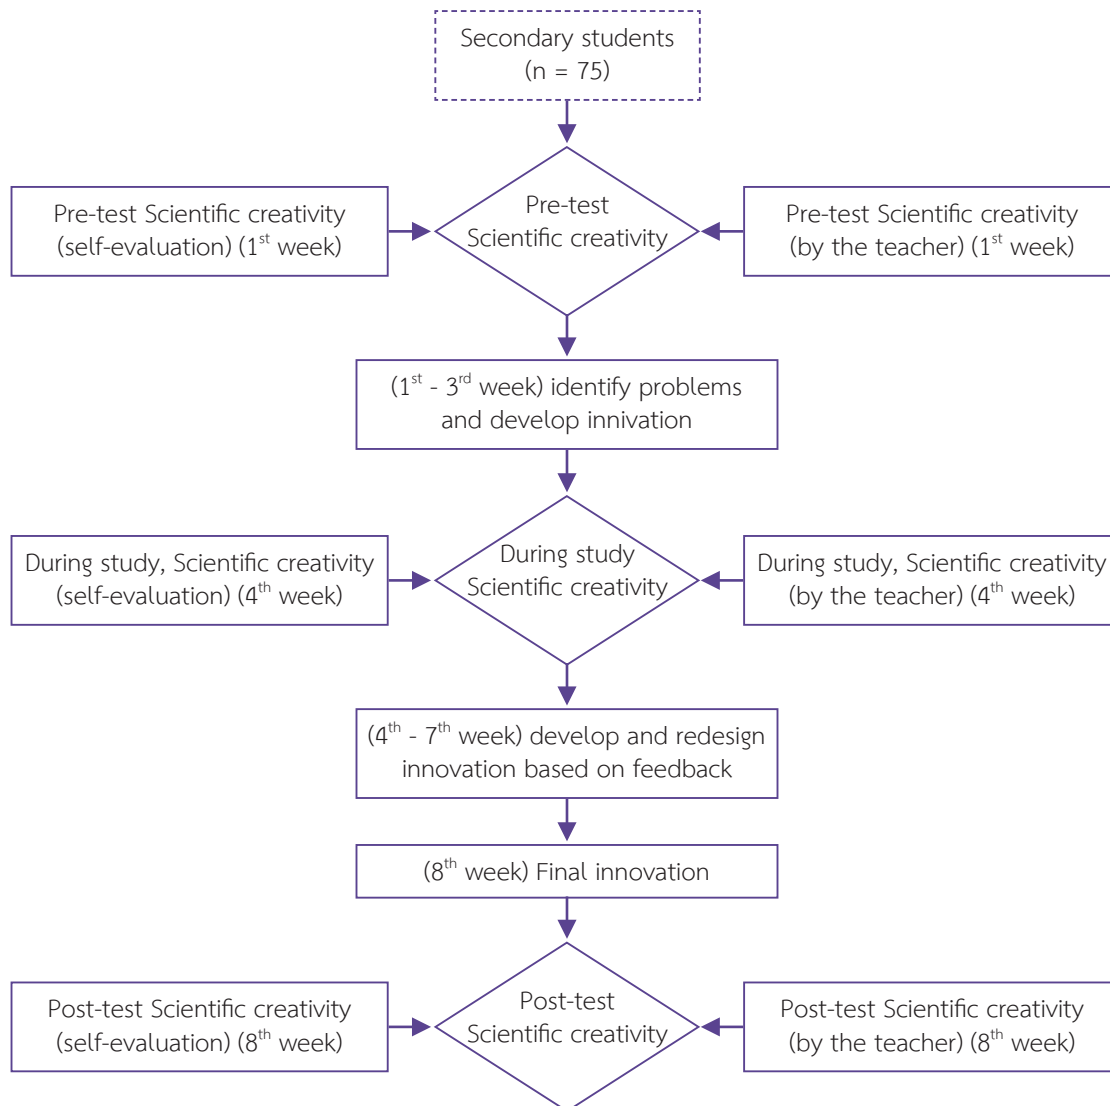 Secondary students
(n = 75)
Pre-test Scientific creativity
(self-evaluation) (1st week)
Pre-test
Scientific creativity
Pre-test Scientific creativity
(by the teacher) (1st week)
(1st - 3rd week) identify problems
and develop innivation
During study, Scientific creativity
(self-evaluation) (4th week)
During study
Scientific creativity
During study, Scientific creativity
(by the teacher) (4th week)
(4th - 7th week) develop and redesign
innovation based on feedback
(8th week) Final innovation
Post-test Scientific creativity
(self-evaluation) (8th week)
Post-test
Scientific creativity
Post-test Scientific creativity
(by the teacher) (8th week)